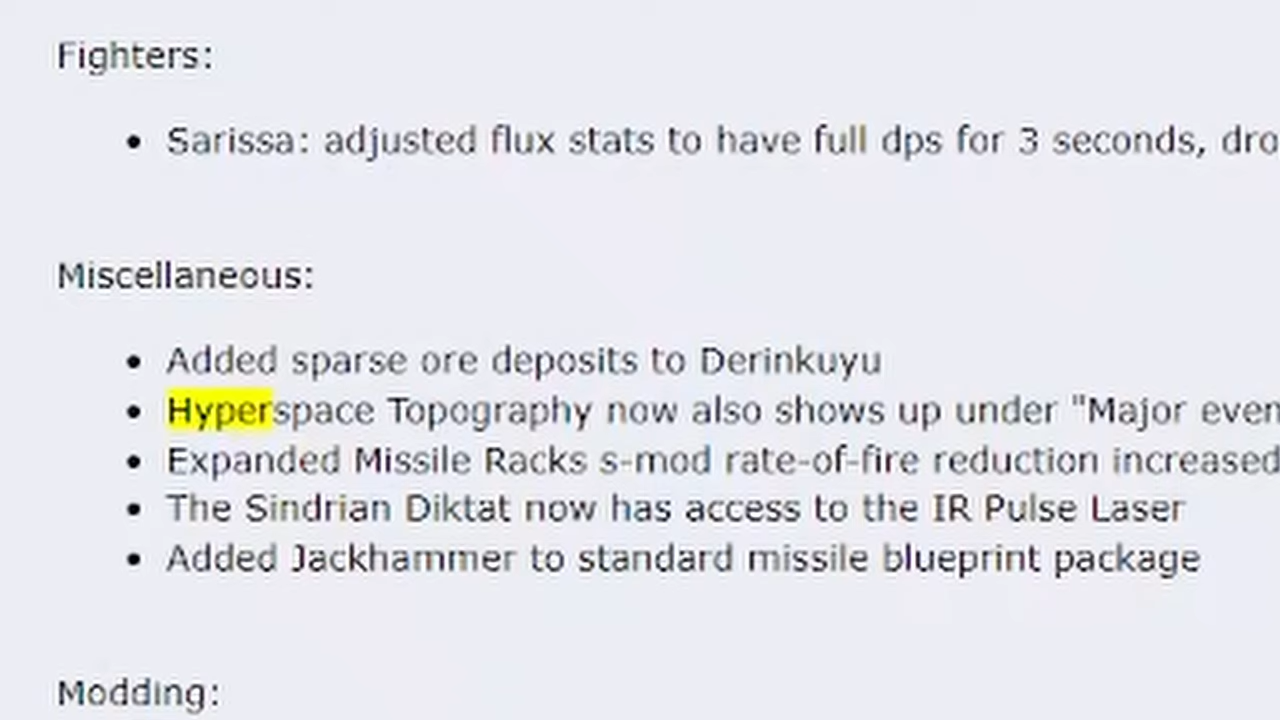 Fighters:
Sarissa: adjusted flux stats to have full dps for 3 seconds,
Miscellaneous:
Added sparse ore deposits to Derinkuyu
Hyperspace Topography now also shows up under "Major
Expanded Missile Racks s-mod rate-of-fire reduction increased
The Sindrian Diktat now has access to the IR Pulse Laser
Added Jackhammer to standard missile blueprint package
Modding: